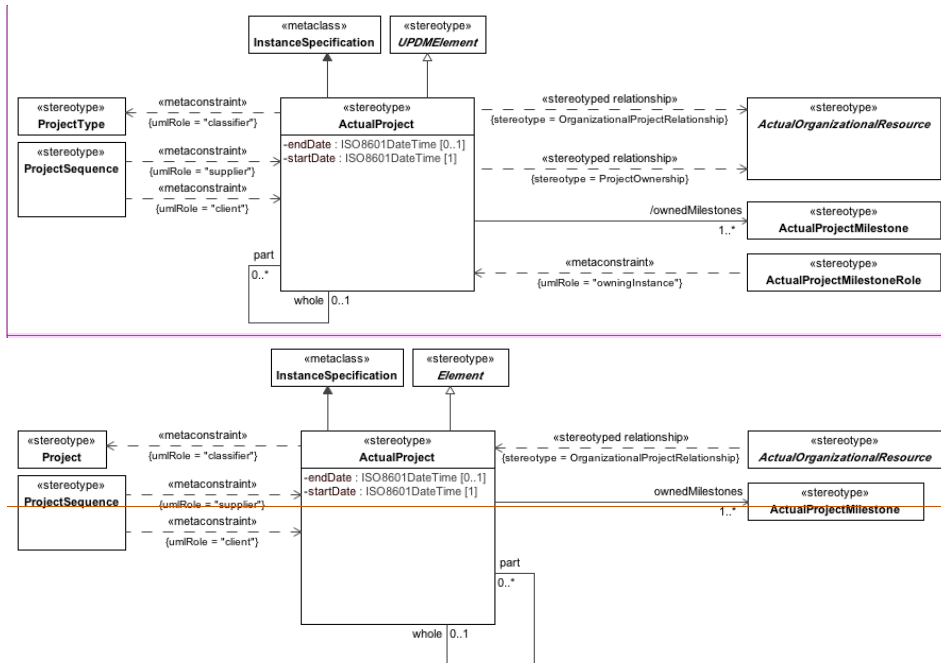 «metaclass»
InstanceSpecification
«stereotype»
UPDMElement
«stereotype»
ProjectType
«metaconstraint»
{umlRole = "classifier"}
«stereotype»
ProjectSequence
«metaconstraint»
{umlRole = "supplier"}
«metaconstraint»
{umlRole = "client"}
«stereotype»
ActualProject
-endDate : ISO8601DateTime [0..1]
-startDate : ISO8601DateTime [1]
«stereotyped relationship»
{stereotype = OrganizationalProjectRelationship}
«stereotyped relationship»
{stereotype = ProjectOwnership}
«stereotype»
ActualOrganizationalResource
/ownedMilestones
1..*
«stereotype»
ActualProjectMilestone
«metaconstraint»
{umlRole = "owningInstance"}
«stereotype»
ActualProjectMilestoneRole
part
0..*
whole 0..1
«metaclass»
InstanceSpecification
«stereotype»
Element
«stereotype»
Project
«metaconstraint»
{umlRole = "classifier"}
«stereotype»
ProjectSequence
«metaconstraint»
{umlRole = "supplier"}
«metaconstraint»
{umlRole = "client"}
«stereotype»
ActualProject
-endDate : ISO8601DateTime [0..1]
-startDate : ISO8601DateTime [1]
«stereotyped relationship»
{stereotype = OrganizationalProjectRelationship}
«stereotype»
ActualOrganizationalResource
ownedMilestones
1..*
«stereotype»
ActualProjectMilestone
part
0..*
whole 0..1